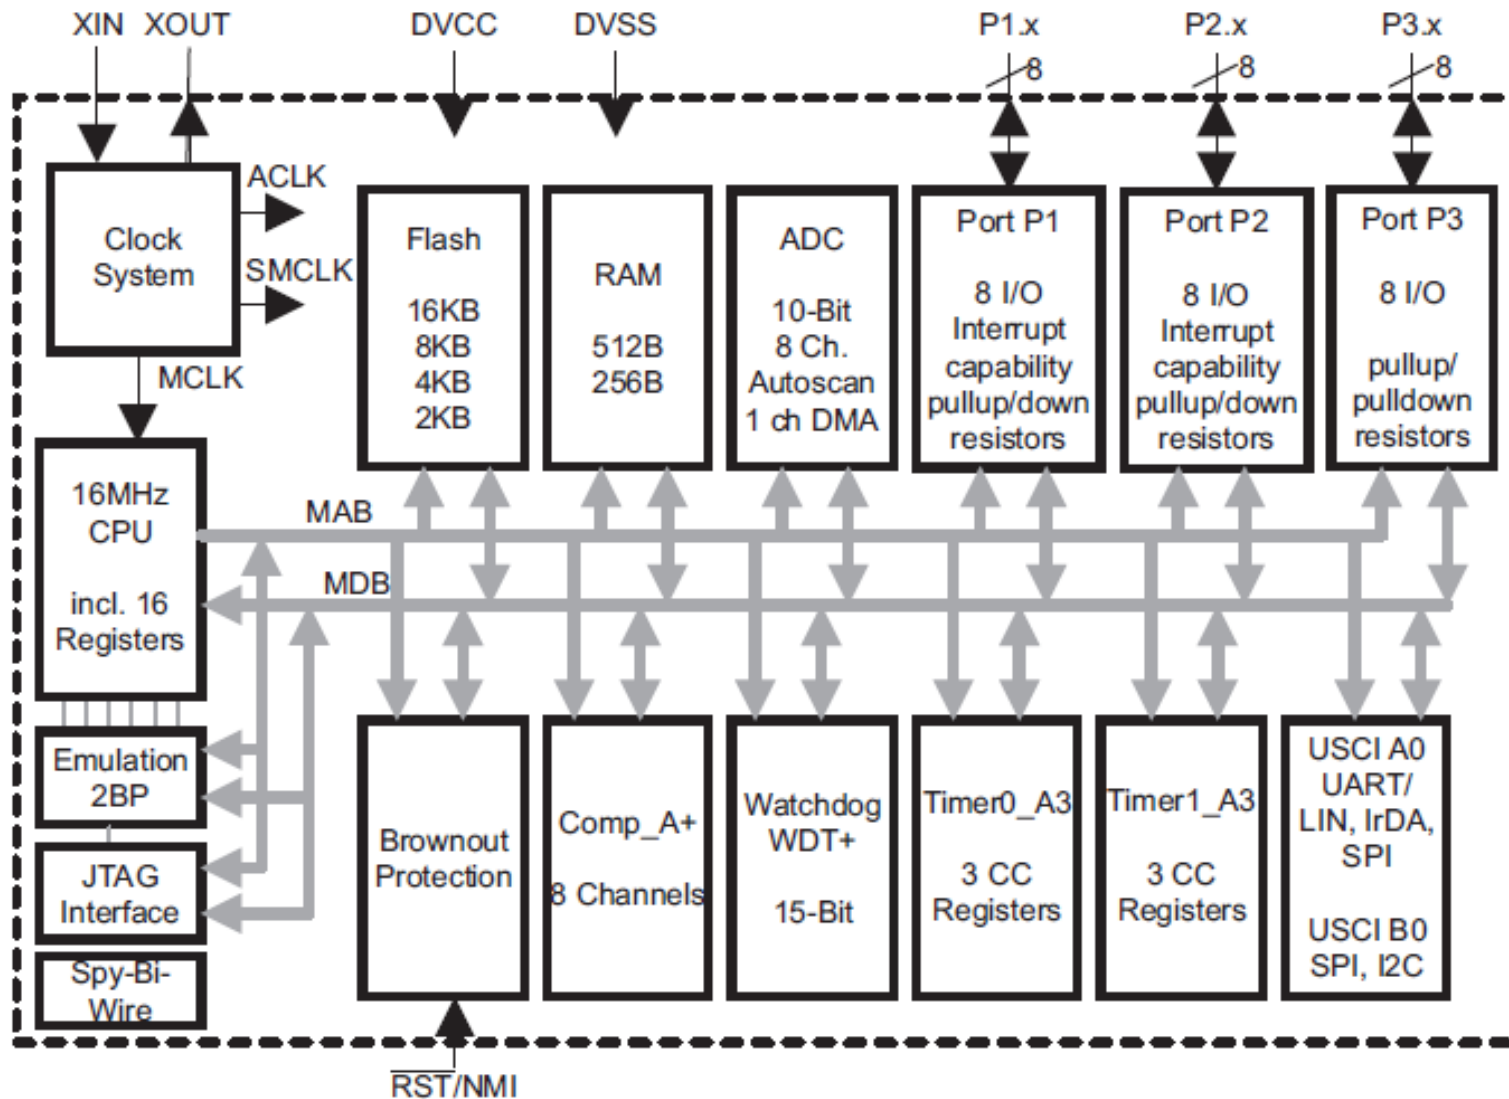 XIN XOUT DVCC DVSS P1.x P2.x P3.x
8 8 8
ACLK
SMCLK
Clock
System
MCLK
Flash
16KB
8KB
4KB
2KB
RAM
512B
256B
ADC
10-Bit
8 Ch.
Autoscan
1 ch DMA
Port P1
8 I/O
Interrupt
capability
pullup/down
resistors
Port P2
8 I/O
Interrupt
capability
pullup/down
resistors
Port P3
8 I/O
pullup/
pulldown
resistors
16MHz
CPU
incl. 16
Registers
MAB
MDB
Emulation
2BP
JTAG
Interface
Spy-Bi-
Wire
Brownout
Protection
Comp_A+
8 Channels
Watchdog
WDT+
15-Bit
Timer0_A3
3 CC
Registers
Timer1_A3
3 CC
Registers
USCI A0
UART/
LIN, IrDA,
SPI
USCI B0
SPI, I2C
RST/NMI